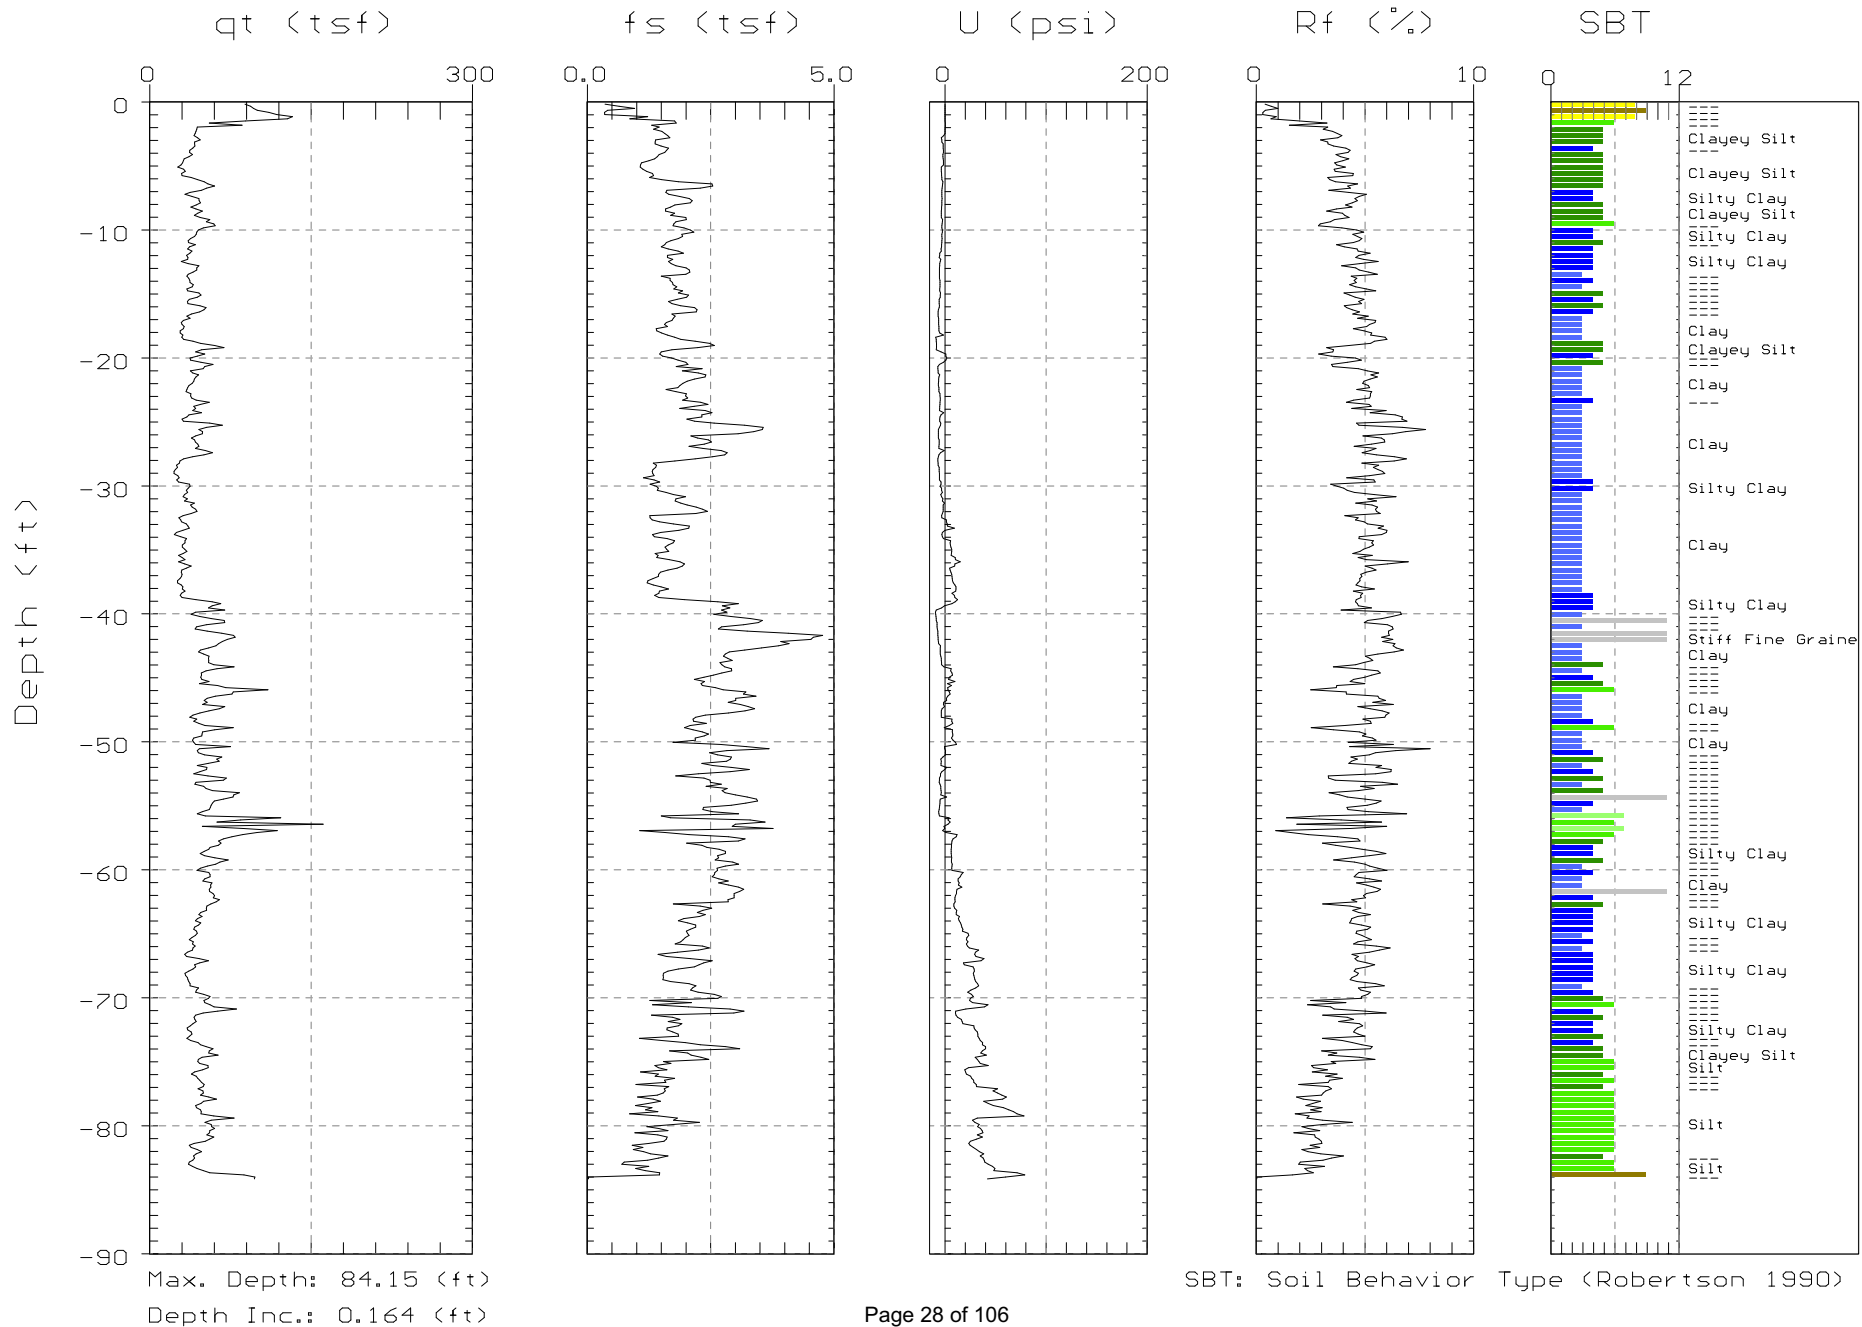 qt (tsf) fs (tsf) U (psi) Rf (%) SBT
0 300 0.0 5.0 0 200 0 10 0 12
0
Clayey Silt
---
Clayey Silt
Silty Clay
Clayey Silt
-10
Silty Clay
Silty Clay
Clay
Clayey Silt
-20
Clay
---
Clay
-30
Silty Clay
Depth (ft)
Clay
Silty Clay
-40
Stiff Fine Graine
Clay
Clay
-50
Clay
Silty Clay
-60
Clay
Silty Clay
Silty Clay
-70
Silty Clay
Clayey Silt
Silt
Silt
-80
---
Silt
---
-90
Max. Depth: 84.15 (ft) SBT: Soil Behavior Type (Robertson 1990)
Depth Inc.: 0.164 (ft) Page 28 of 106